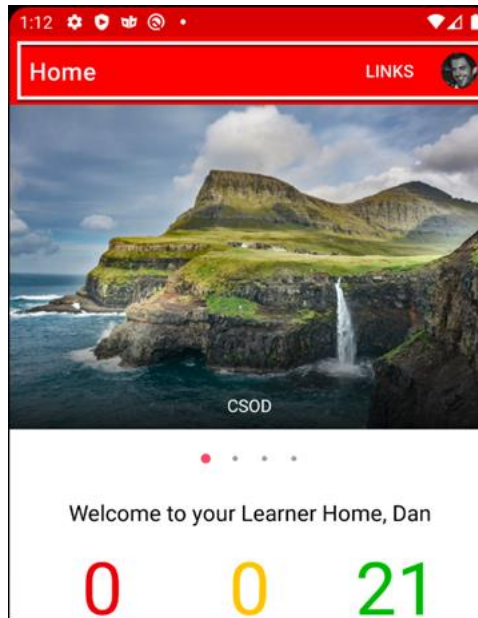 1:12
Home LINKS
CSOD
Welcome to your Learner Home, Dan
0 0 21